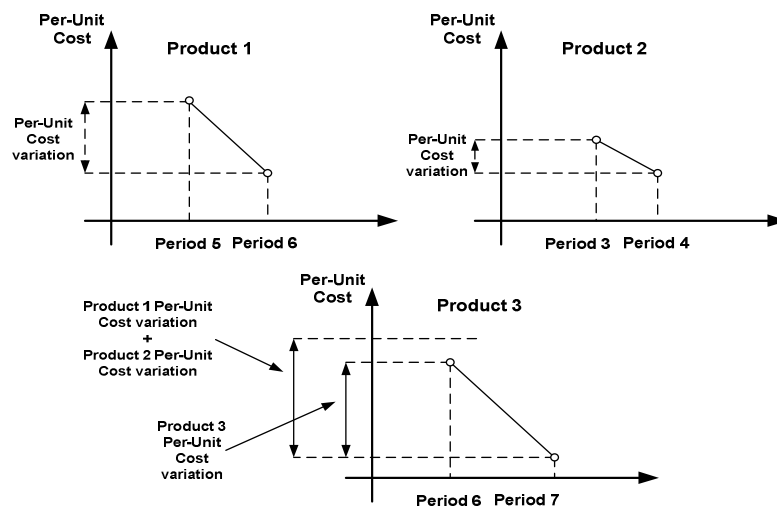 Per-Unit
Cost
Product 1
Per-Unit
Cost
variation
Period 5
Period 6
Per-Unit
Cost
Product 2
Per-Unit
Cost
variation
Period 3
Period 4
Per-Unit
Cost
Product 3
Product 1 Per-Unit
Cost variation
+
Product 2 Per-Unit
Cost variation
Product 3
Per-Unit
Cost
variation
Period 6
Period 7